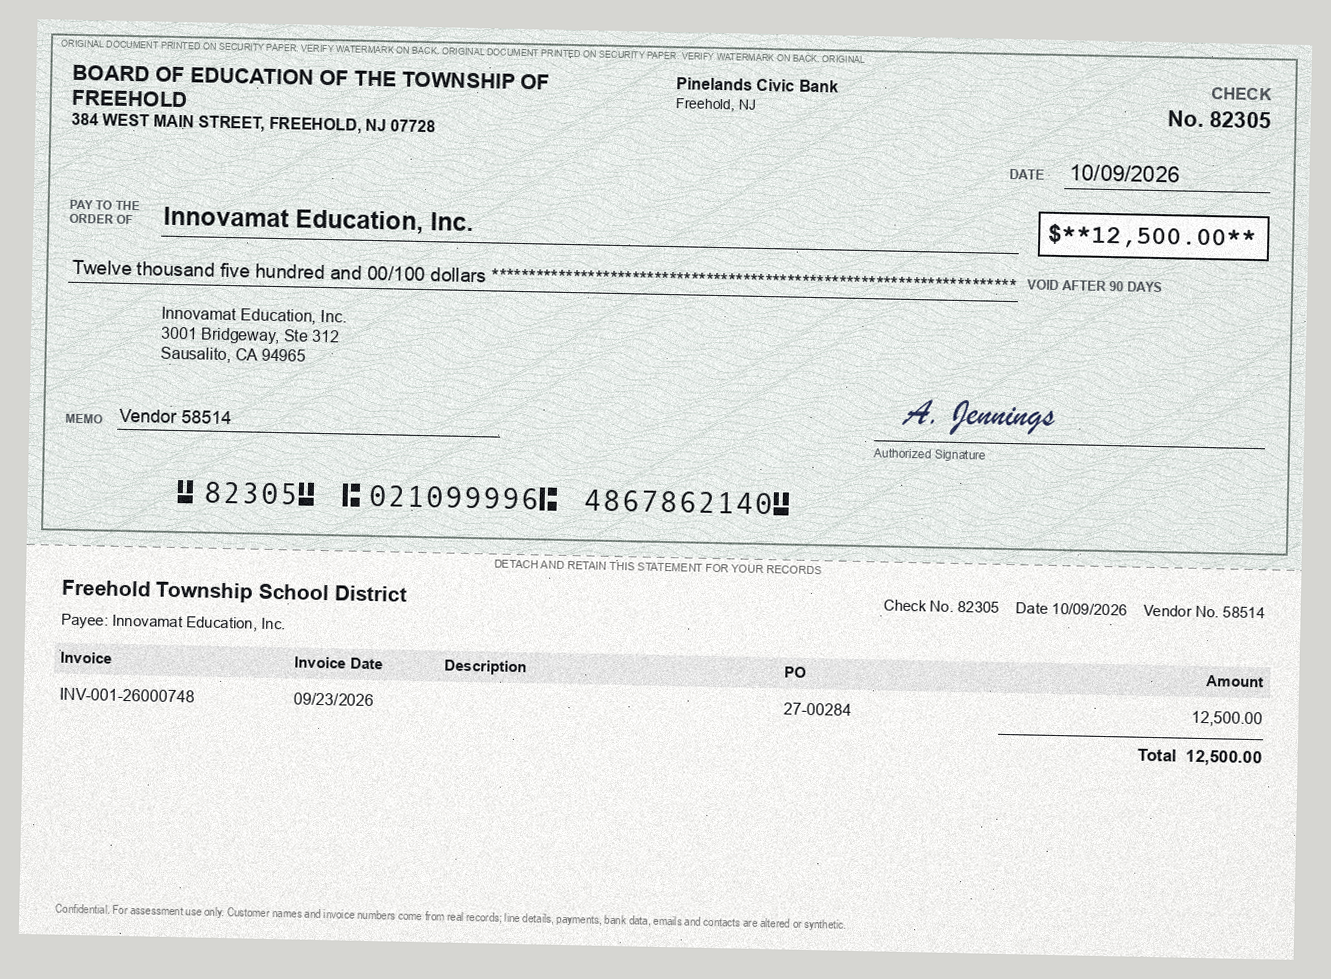 ORIGINAL DOCUMENT PRINTED ON SECURITY PAPER. VERIFY WATERMARK ON BACK. ORIGINAL DOCUMENT PRINTED ON SECURITY PAPER. VERIFY WATERMARK ON BACK. ORIGINAL
BOARD OF EDUCATION OF THE TOWNSHIP OF
FREEHOLD
384 WEST MAIN STREET, FREEHOLD, NJ 07728
Pinelands Civic Bank
Freehold, NJ
CHECK
No. 82305
DATE 10/09/2026
PAY TO THE
ORDER OF
Innovamat Education, Inc.
$**12,500.00**
Twelve thousand five hundred and 00/100 dollars **********************************************************************
VOID AFTER 90 DAYS
Innovamat Education, Inc.
3001 Bridgeway, Ste 312
Sausalito, CA 94965
MEMO Vendor 58514
A. Jennings
Authorized Signature
⑈82305⑈ ⑆021099996⑆ 4867862140⑈
DETACH AND RETAIN THIS STATEMENT FOR YOUR RECORDS
Freehold Township School District
Check No. 82305 Date 10/09/2026 Vendor No. 58514
Payee: Innovamat Education, Inc.
Invoice Invoice Date Description PO Amount
INV-001-26000748 09/23/2026 27-00284 12,500.00
Total 12,500.00
Confidential. For assessment use only. Customer names and invoice numbers come from real records; line details, payments, bank data, emails and contacts are altered or synthetic.